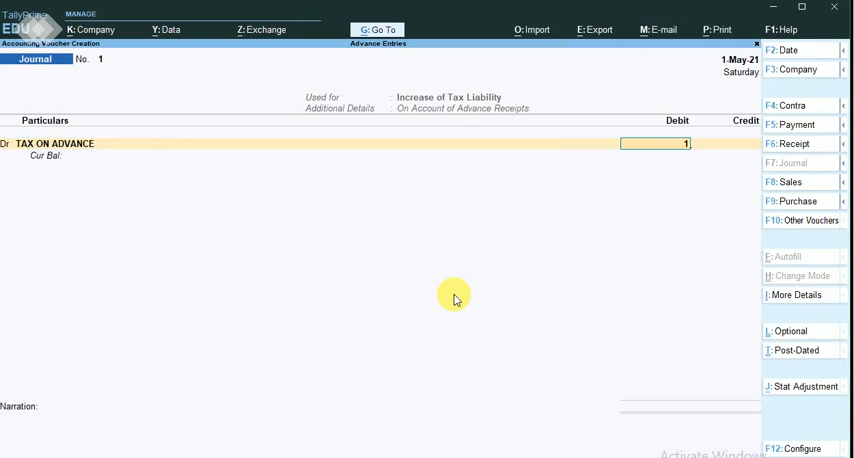 TallyPrime MANAGE
EDU K: Company Y: Data Z: Exchange G: Go To O: Import E: Export M: E-mail P: Print F1: Help
Accounting Voucher Creation Advance Entries
Journal No. 1 1-May-21
Saturday
Used for : Increase of Tax Liability
Additional Details : On Account of Advance Receipts
Particulars Debit Credit
Dr TAX ON ADVANCE 1
Cur Bal:
Narration:
F2: Date
F3: Company
F4: Contra
F5: Payment
F6: Receipt
F7: Journal
F8: Sales
F9: Purchase
F10: Other Vouchers
F: Autofill
H: Change Mode
I: More Details
L: Optional
T: Post-Dated
J: Stat Adjustment
F12: Configure
Activate Windows